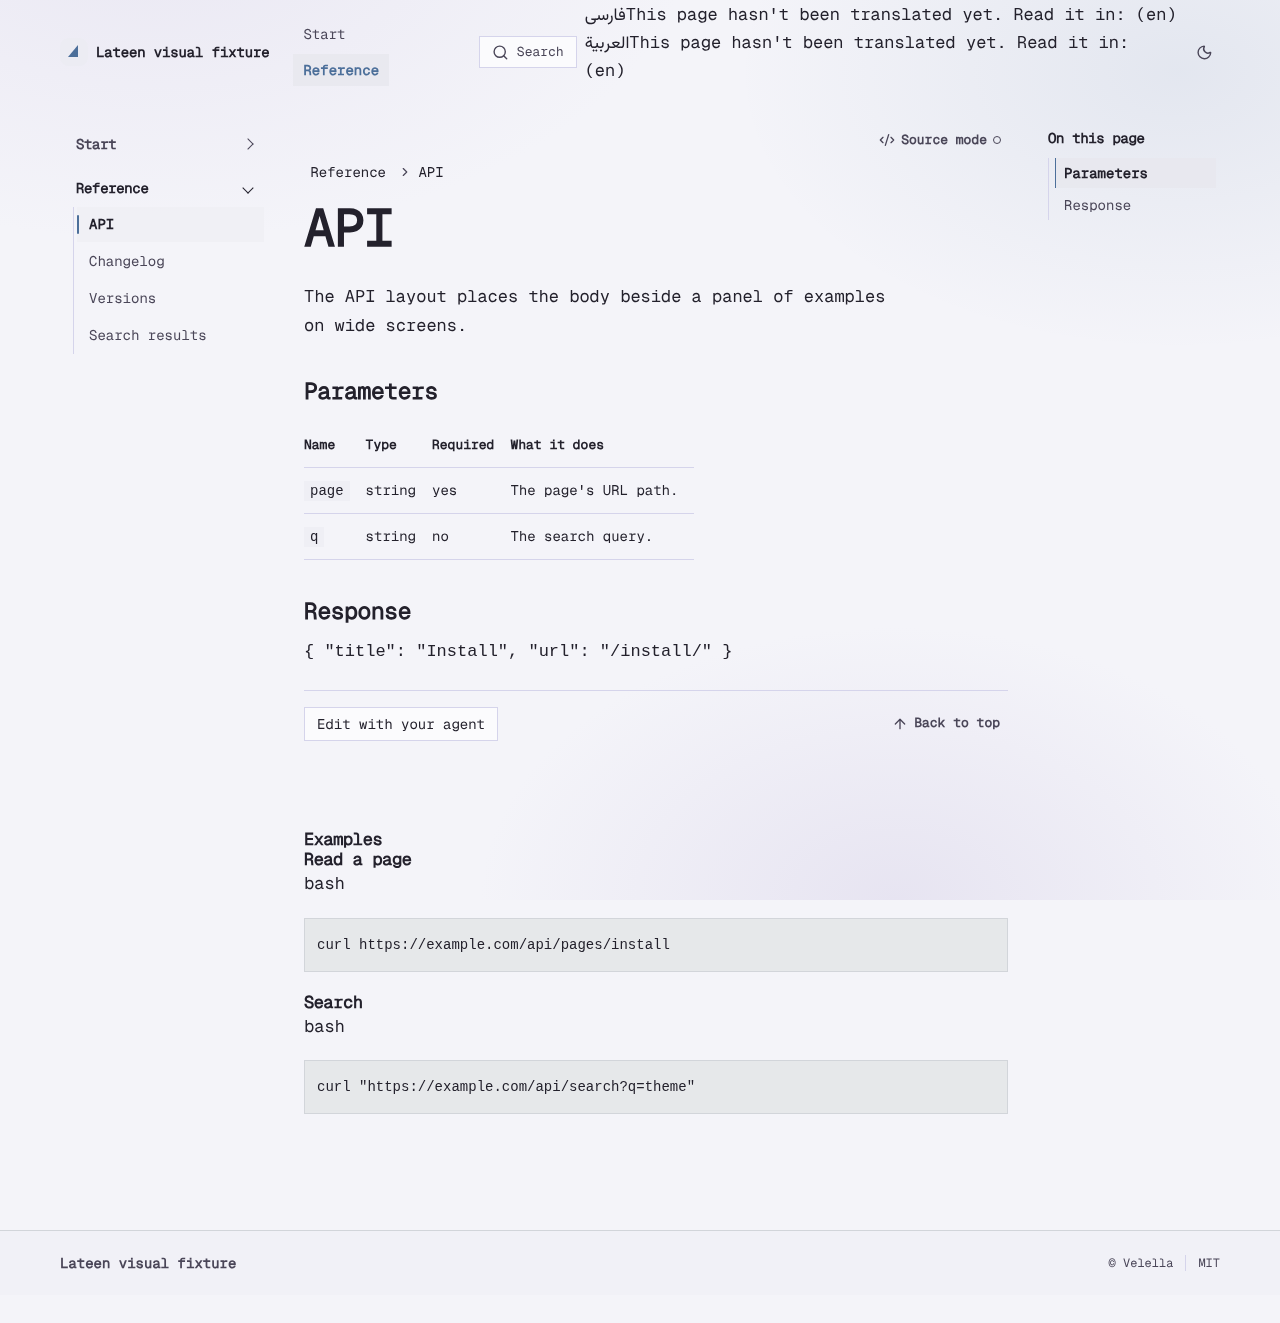 Lateen visual fixture
Start
Reference
Search
فارسیThis page hasn't been translated yet. Read it in: (en)
العربيةThis page hasn't been translated yet. Read it in:
(en)
Start
Reference
API
Changelog
Versions
Search results
Source mode
Reference
API
API
The API layout places the body beside a panel of examples
on wide screens.
Parameters
Name Type Required What it does
page string yes The page's URL path.
q string no The search query.
Response
{ "title": "Install", "url": "/install/" }
Edit with your agent
Back to top
Examples
Read a page
bash
curl https://example.com/api/pages/install
Search
bash
curl "https://example.com/api/search?q=theme"
On this page
Parameters
Response
Lateen visual fixture
© Velella
MIT